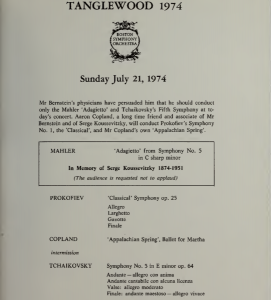 TANGLEWOOD 1974
BOSTON
SYMPHONY
ORCHESTRA
Sunday July 21, 1974
Mr Bernstein's physicians have persuaded him that he should conduct
only the Mahler 'Adagietto' and Tchaikovsky's Fifth Symphony at to-
day's concert. Aaron Copland, a long time friend and associate of Mr
Bernstein and of Serge Koussevitzky, will conduct Prokofiev's Symphony
No. 1, the 'Classical', and Mr Copland's own 'Appalachian Spring'.
MAHLER 'Adagietto' from Symphony No. 5
in C sharp minor
In Memory of Serge Koussevitzky 1874-1951
(The audience is requested not to applaud)
PROKOFIEV 'Classical' Symphony op. 25
Allegro
Larghetto
Gavotte
Finale
COPLAND 'Appalachian Spring', Ballet for Martha
intermission
TCHAIKOVSKY Symphony No. 5 in E minor op. 64
Andante - allegro con anima
Andante cantabile con alcuna licenza
Valse: allegro moderato
Finale: andante maestoso - allegro vivace